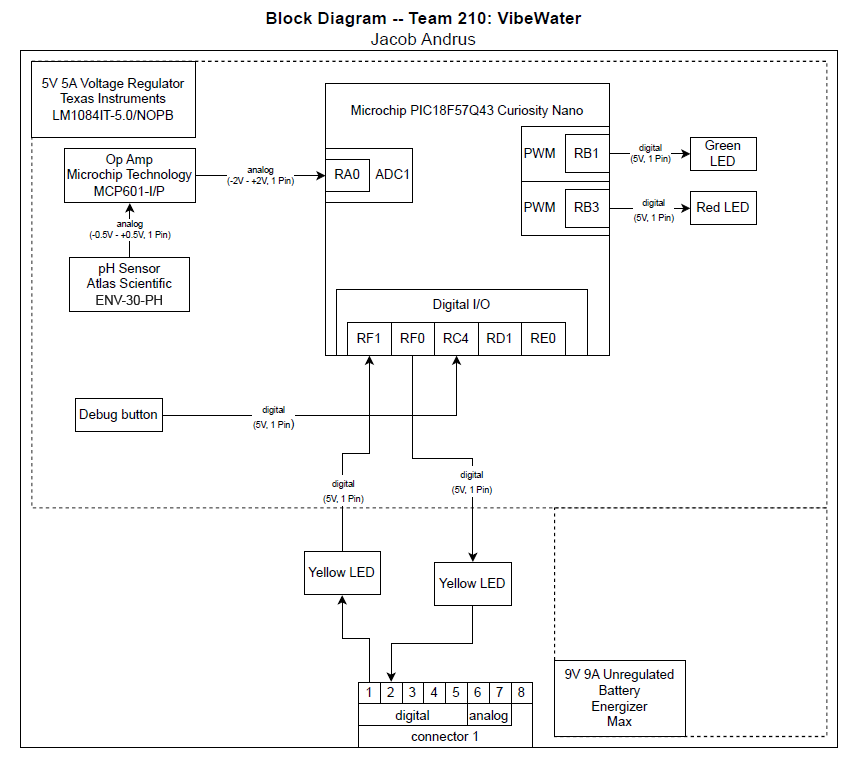 Block Diagram -- Team 210: VibeWater
Jacob Andrus
5V 5A Voltage Regulator
Texas Instruments
LM1084IT-5.0/NOPB
Op Amp
Microchip Technology
MCP601-I/P
analog
(-2V - +2V, 1 Pin)
analog
(-0.5V - +0.5V, 1 Pin)
pH Sensor
Atlas Scientific
ENV-30-PH
Microchip PIC18F57Q43 Curiosity Nano
RA0
ADC1
PWM
RB1
digital
(5V, 1 Pin)
Green
LED
PWM
RB3
digital
(5V, 1 Pin)
Red LED
Digital I/O
RF1
RF0
RC4
RD1
RE0
Debug button
digital
(5V, 1 Pin)
digital
(5V, 1 Pin)
digital
(5V, 1 Pin)
Yellow LED
Yellow LED
1 2 3 4 5 6 7 8
digital
analog
connector 1
9V 9A Unregulated
Battery
Energizer
Max